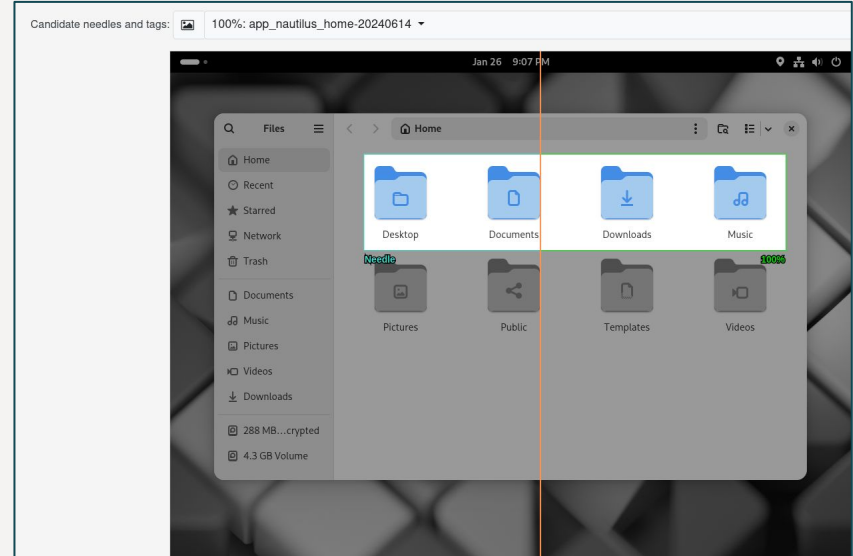 Candidate needles and tags: 100%: app_nautilus_home-20240614
Jan 26 9:07 PM
Files
Home
Home
Recent
Starred
Network
Trash
Documents
Music
Pictures
Videos
Downloads
288 MB...crypted
4.3 GB Volume
Desktop Documents Downloads Music
Needle 100%
Pictures Public Templates Videos